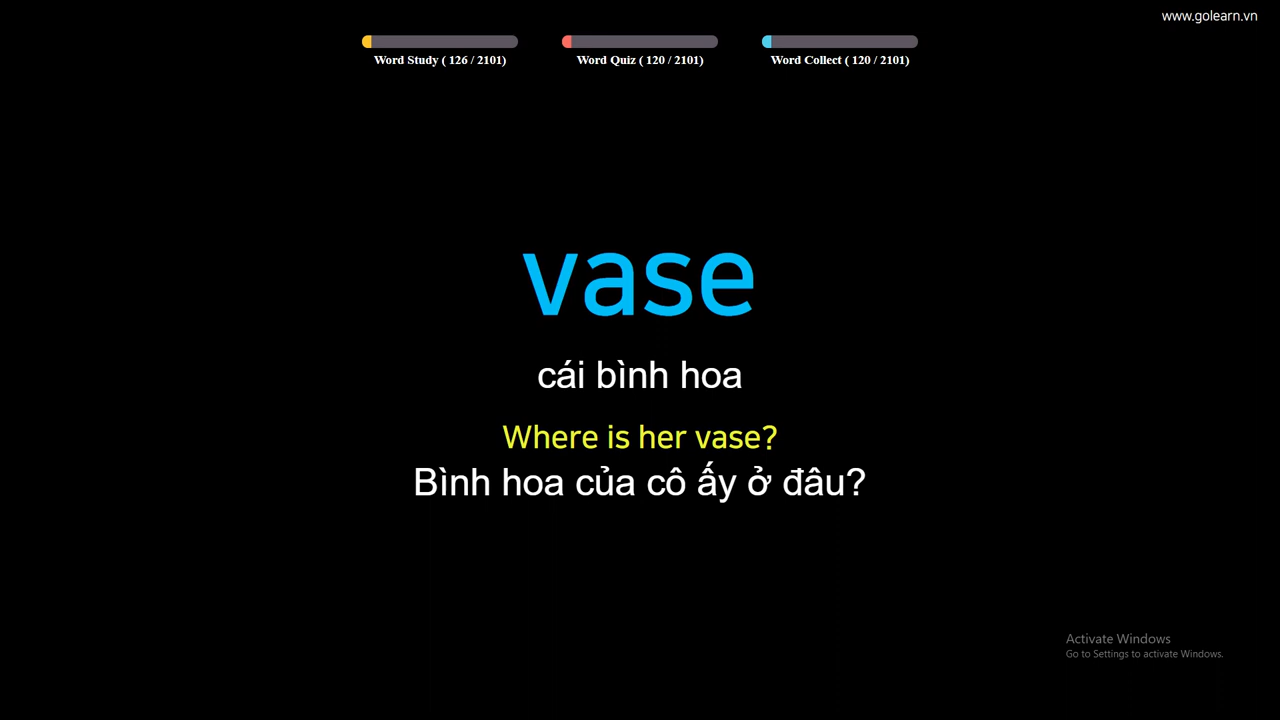 www.golearn.vn
Word Study ( 126 / 2101) Word Quiz ( 120 / 2101) Word Collect ( 120 / 2101)
vase
cái bình hoa
Where is her vase?
Bình hoa của cô ấy ở đâu?
Activate Windows
Go to Settings to activate Windows.